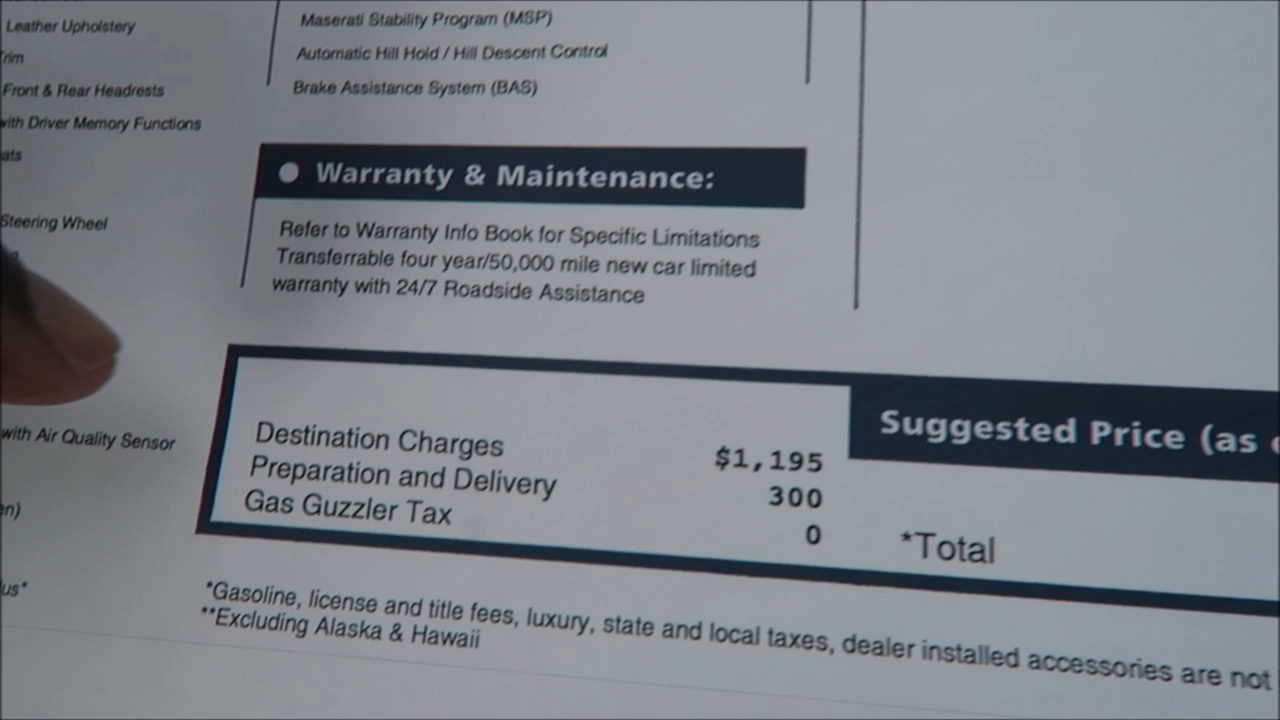 Leather Upholstery
Trim
Front & Rear Headrests
with Driver Memory Functions
Steering Wheel
with Air Quality Sensor
Maserati Stability Program (MSP)
Automatic Hill Hold / Hill Descent Control
Brake Assistance System (BAS)
Warranty & Maintenance:
Refer to Warranty Info Book for Specific Limitations
Transferrable four year/50,000 mile new car limited
warranty with 24/7 Roadside Assistance
Destination Charges $1,195
Preparation and Delivery 300
Gas Guzzler Tax 0
Suggested Price (as
*Total
*Gasoline, license and title fees, luxury, state and local taxes, dealer installed accessories are not
**Excluding Alaska & Hawaii